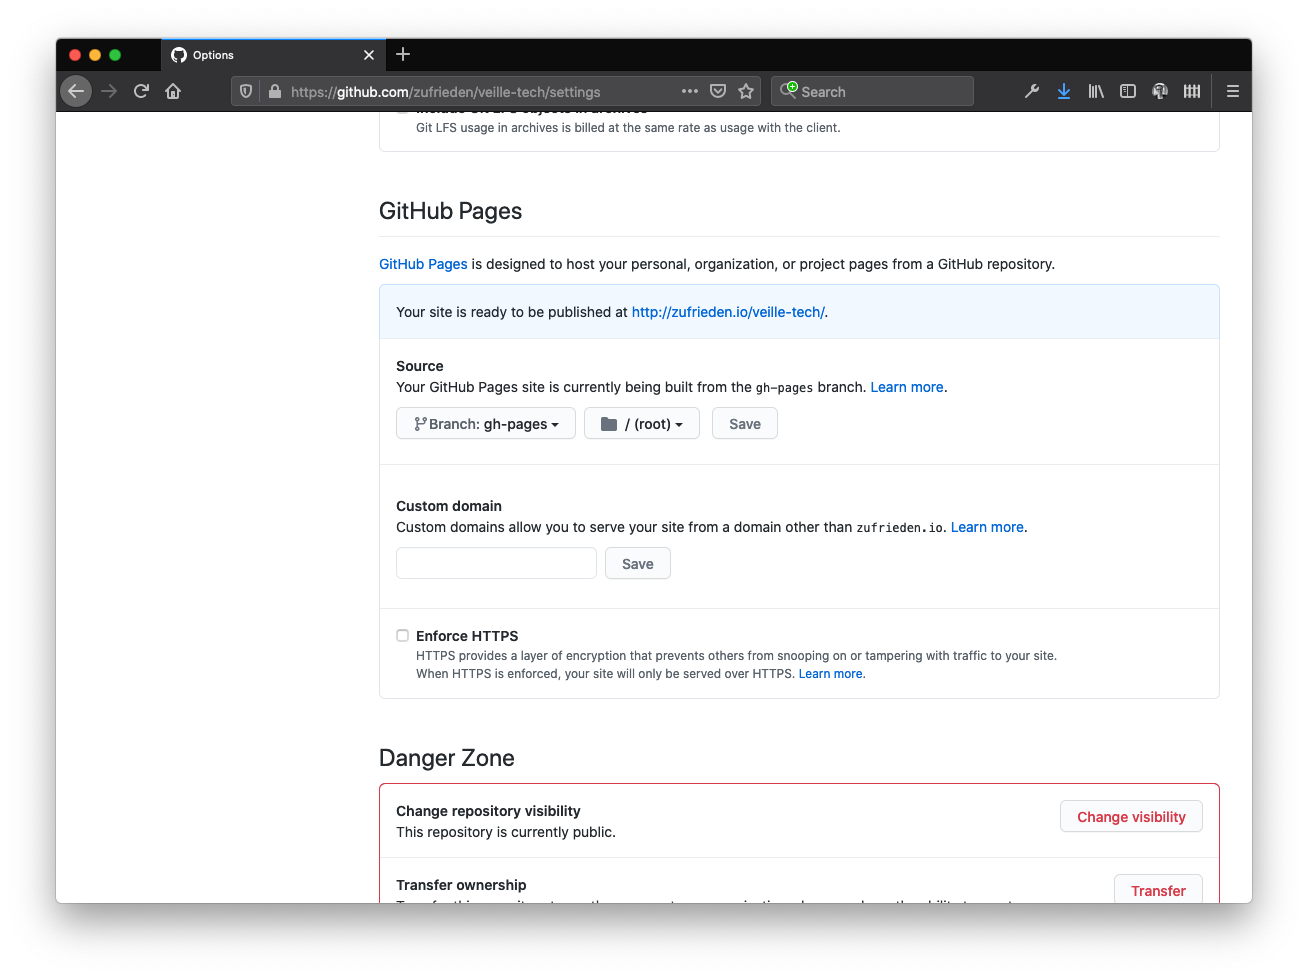 Options
https://github.com/zufrieden/veille-tech/settings
Search
Include Git LFS objects in archives
Git LFS usage in archives is billed at the same rate as usage with the client.
GitHub Pages
GitHub Pages is designed to host your personal, organization, or project pages from a GitHub repository.
Your site is ready to be published at http://zufrieden.io/veille-tech/.
Source
Your GitHub Pages site is currently being built from the gh-pages branch. Learn more.
Branch: gh-pages
/ (root)
Save
Custom domain
Custom domains allow you to serve your site from a domain other than zufrieden.io. Learn more.
Save
Enforce HTTPS
HTTPS provides a layer of encryption that prevents others from snooping on or tampering with traffic to your site.
When HTTPS is enforced, your site will only be served over HTTPS. Learn more.
Danger Zone
Change repository visibility
Change visibility
This repository is currently public.
Transfer ownership
Transfer